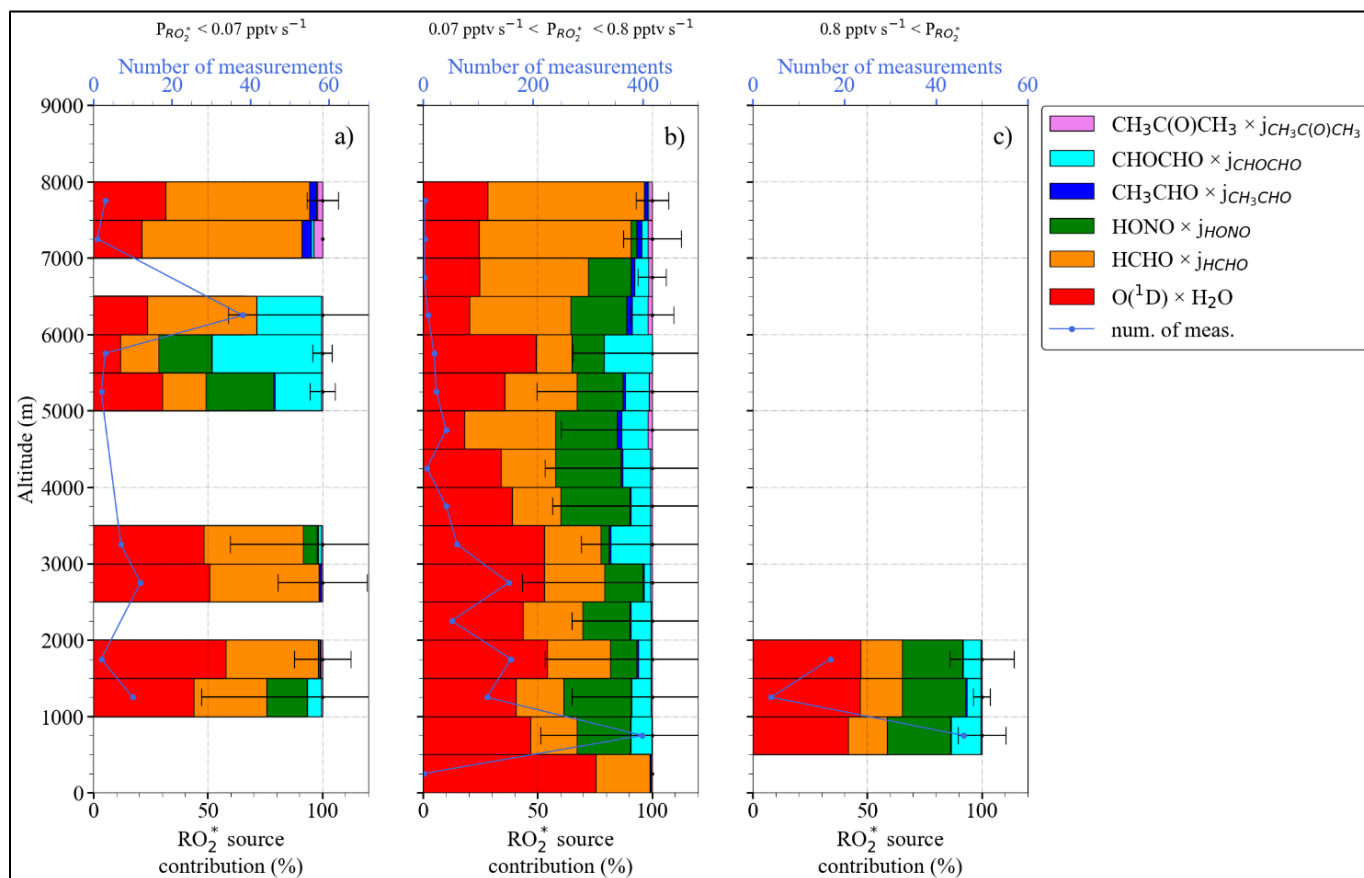 P_{RO_2^*} < 0.07 pptv s⁻¹
0.07 pptv s⁻¹ < P_{RO_2^*} < 0.8 pptv s⁻¹
0.8 pptv s⁻¹ < P_{RO_2^*}
Number of measurements
Number of measurements
Number of measurements
0 20 40 60
0 200 400
0 20 40 60
a)
b)
c)
9000
8000
7000
6000
5000
4000
3000
2000
1000
0
Altitude (m)
0 50 100
0 50 100
0 50 100
RO₂* source
contribution (%)
RO₂* source
contribution (%)
RO₂* source
contribution (%)
CH₃C(O)CH₃ × j_{CH₃C(O)CH₃}
CHOCHO × j_{CHOCHO}
CH₃CHO × j_{CH₃CHO}
HONO × j_{HONO}
HCHO × j_{HCHO}
O(¹D) × H₂O
num. of meas.